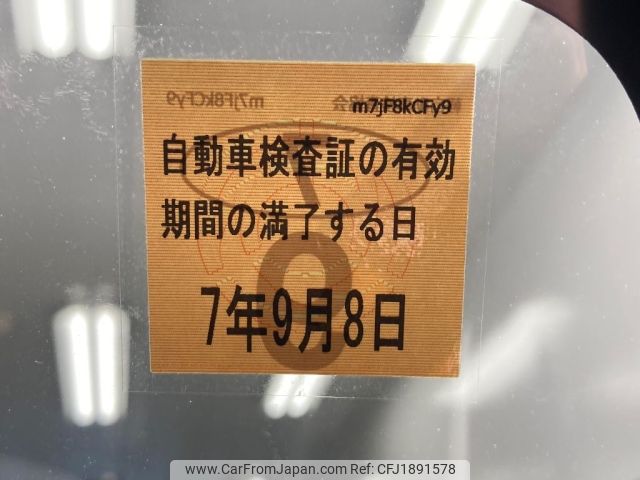 m7jF8kCFy9
自動車検査証の有効
期間の満了する日
7年9月8日
www.CarFromJapan.com | Ref No: CFJ1891578